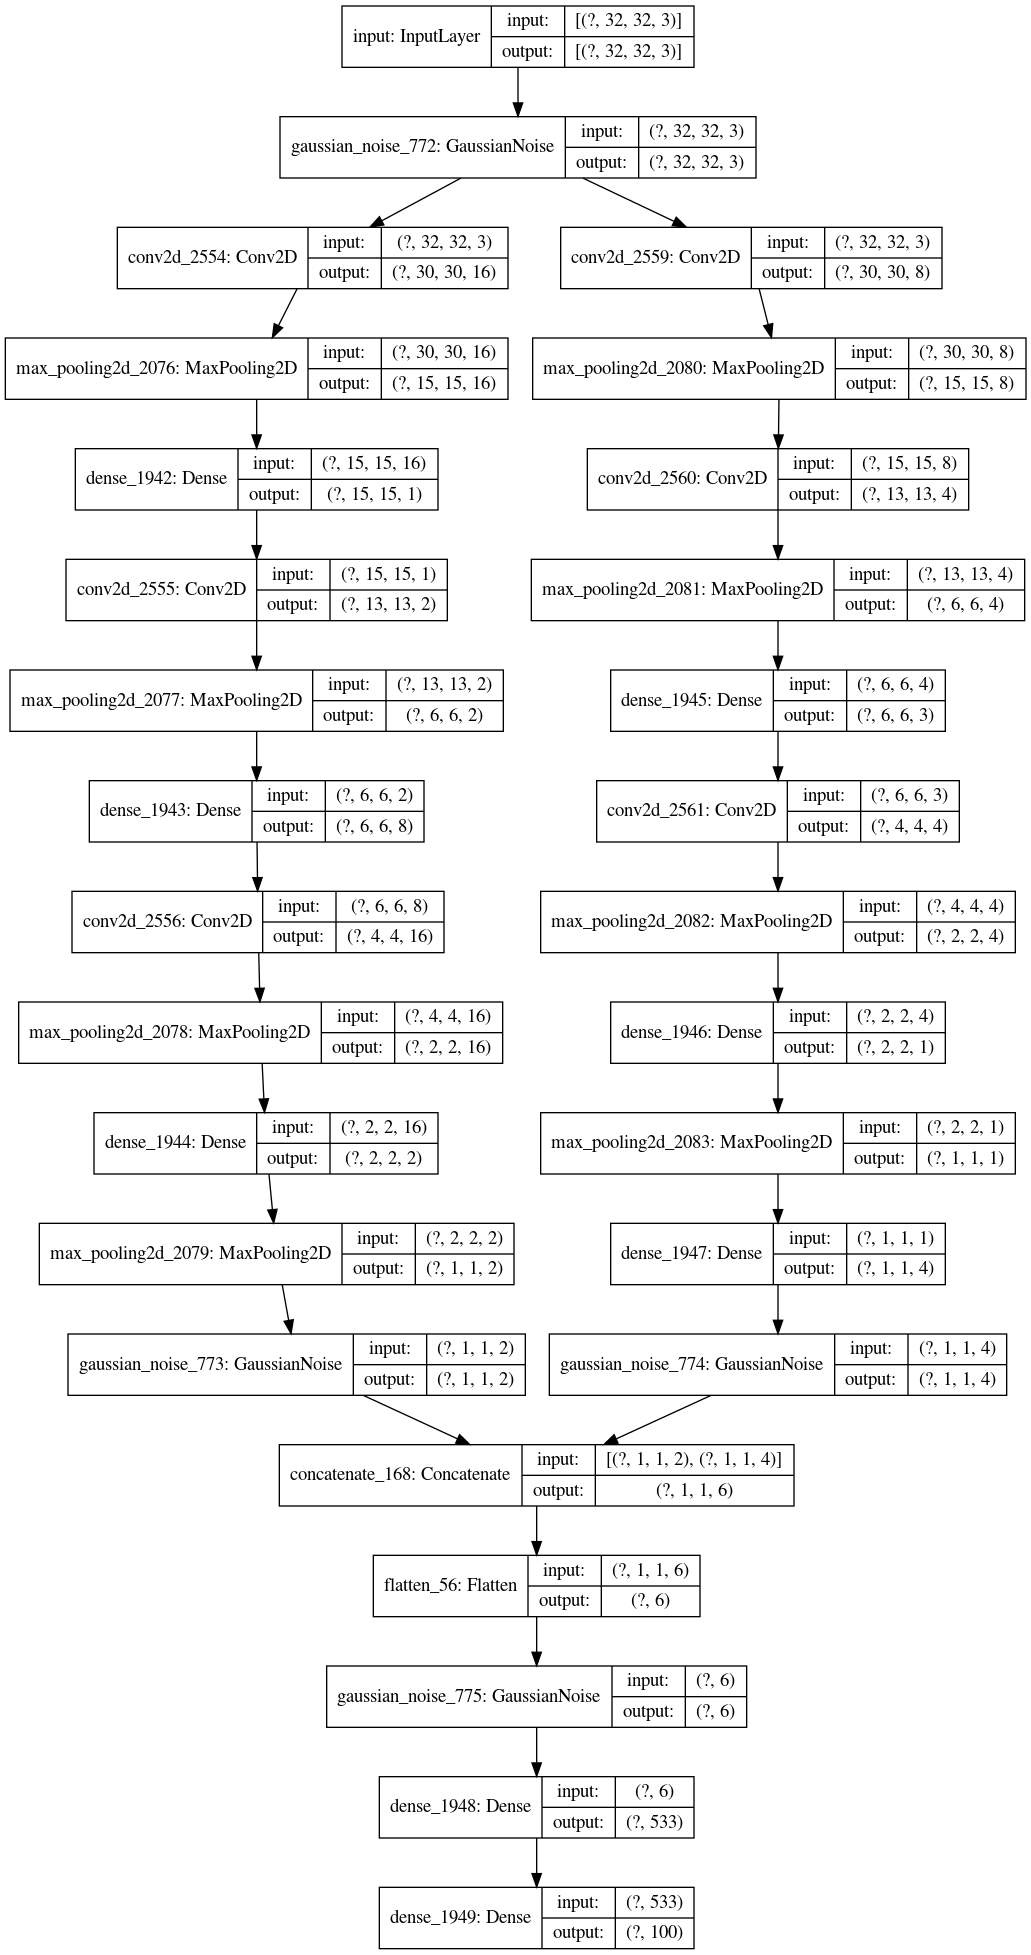 input: InputLayer
input: [(?, 32, 32, 3)]
output: [(?, 32, 32, 3)]
gaussian_noise_772: GaussianNoise
input: (?, 32, 32, 3)
output: (?, 32, 32, 3)
conv2d_2554: Conv2D
input: (?, 32, 32, 3)
output: (?, 30, 30, 16)
conv2d_2559: Conv2D
input: (?, 32, 32, 3)
output: (?, 30, 30, 8)
max_pooling2d_2076: MaxPooling2D
input: (?, 30, 30, 16)
output: (?, 15, 15, 16)
max_pooling2d_2080: MaxPooling2D
input: (?, 30, 30, 8)
output: (?, 15, 15, 8)
dense_1942: Dense
input: (?, 15, 15, 16)
output: (?, 15, 15, 1)
conv2d_2560: Conv2D
input: (?, 15, 15, 8)
output: (?, 13, 13, 4)
conv2d_2555: Conv2D
input: (?, 15, 15, 1)
output: (?, 13, 13, 2)
max_pooling2d_2081: MaxPooling2D
input: (?, 13, 13, 4)
output: (?, 6, 6, 4)
max_pooling2d_2077: MaxPooling2D
input: (?, 13, 13, 2)
output: (?, 6, 6, 2)
dense_1945: Dense
input: (?, 6, 6, 4)
output: (?, 6, 6, 3)
dense_1943: Dense
input: (?, 6, 6, 2)
output: (?, 6, 6, 8)
conv2d_2561: Conv2D
input: (?, 6, 6, 3)
output: (?, 4, 4, 4)
conv2d_2556: Conv2D
input: (?, 6, 6, 8)
output: (?, 4, 4, 16)
max_pooling2d_2082: MaxPooling2D
input: (?, 4, 4, 4)
output: (?, 2, 2, 4)
max_pooling2d_2078: MaxPooling2D
input: (?, 4, 4, 16)
output: (?, 2, 2, 16)
dense_1946: Dense
input: (?, 2, 2, 4)
output: (?, 2, 2, 1)
dense_1944: Dense
input: (?, 2, 2, 16)
output: (?, 2, 2, 2)
max_pooling2d_2083: MaxPooling2D
input: (?, 2, 2, 1)
output: (?, 1, 1, 1)
max_pooling2d_2079: MaxPooling2D
input: (?, 2, 2, 2)
output: (?, 1, 1, 2)
dense_1947: Dense
input: (?, 1, 1, 1)
output: (?, 1, 1, 4)
gaussian_noise_773: GaussianNoise
input: (?, 1, 1, 2)
output: (?, 1, 1, 2)
gaussian_noise_774: GaussianNoise
input: (?, 1, 1, 4)
output: (?, 1, 1, 4)
concatenate_168: Concatenate
input: [(?, 1, 1, 2), (?, 1, 1, 4)]
output: (?, 1, 1, 6)
flatten_56: Flatten
input: (?, 1, 1, 6)
output: (?, 6)
gaussian_noise_775: GaussianNoise
input: (?, 6)
output: (?, 6)
dense_1948: Dense
input: (?, 6)
output: (?, 533)
dense_1949: Dense
input: (?, 533)
output: (?, 100)